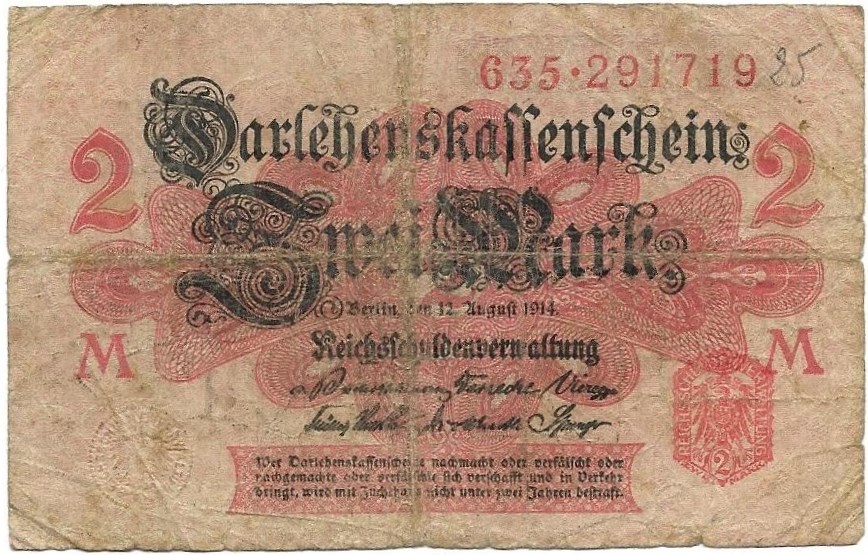 635·291719 25
Darlehenskassenschein
2 2
Zwei Mark
Berlin, den 12. August 1914.
M M
Reichsschuldenverwaltung
Wer Darlehenskassenscheine nachmacht oder verfälscht oder
nachgemachte oder verfälschte sich verschafft und in Verkehr
bringt, wird mit Zuchthaus nicht unter zwei Jahren bestraft.
2